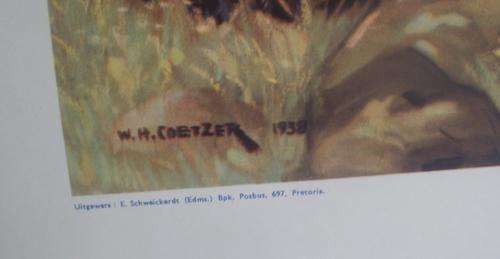 W.H. COETZER 1938
Uitgewers : E. Schweickerdt (Edms.) Bpk, Posbus, 697, Pretoria.